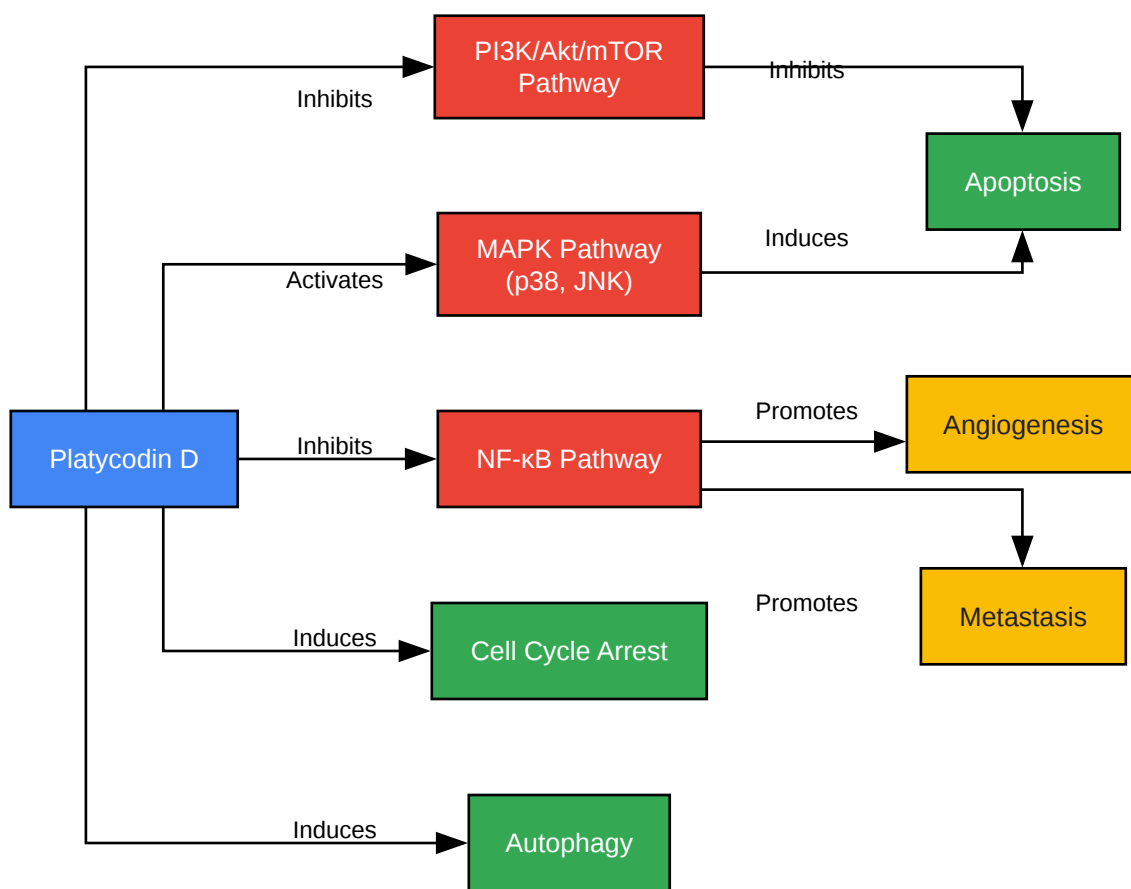 PI3K/Akt/mTOR
Pathway
Inhibits
Inhibits
Apoptosis
MAPK Pathway
(p38, JNK)
Induces
Activates
Promotes
Angiogenesis
Platycodin D
Inhibits
NF-κB Pathway
Promotes
Metastasis
Induces
Cell Cycle Arrest
Induces
Autophagy